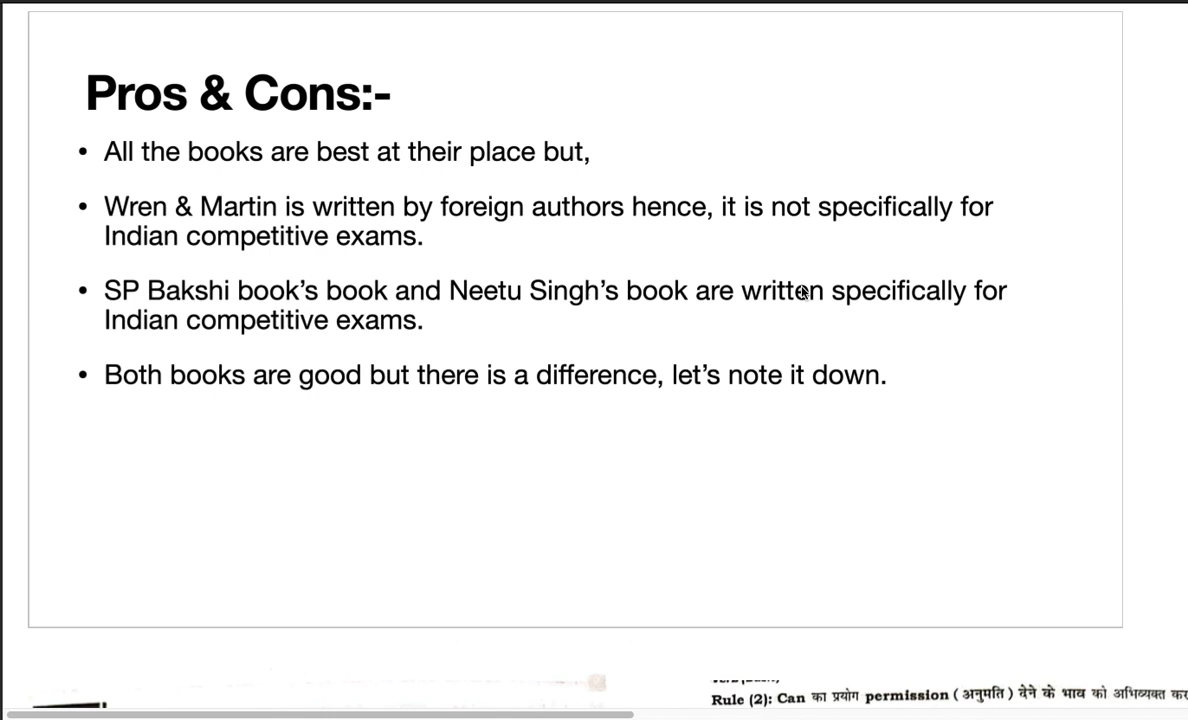 Pros & Cons:-
• All the books are best at their place but,
• Wren & Martin is written by foreign authors hence, it is not specifically for
Indian competitive exams.
• SP Bakshi book’s book and Neetu Singh’s book are written specifically for
Indian competitive exams.
• Both books are good but there is a difference, let’s note it down.
Rule (2): Can का प्रयोग permission ( अनुमति ) देने के भाव को अभिव्यक्त